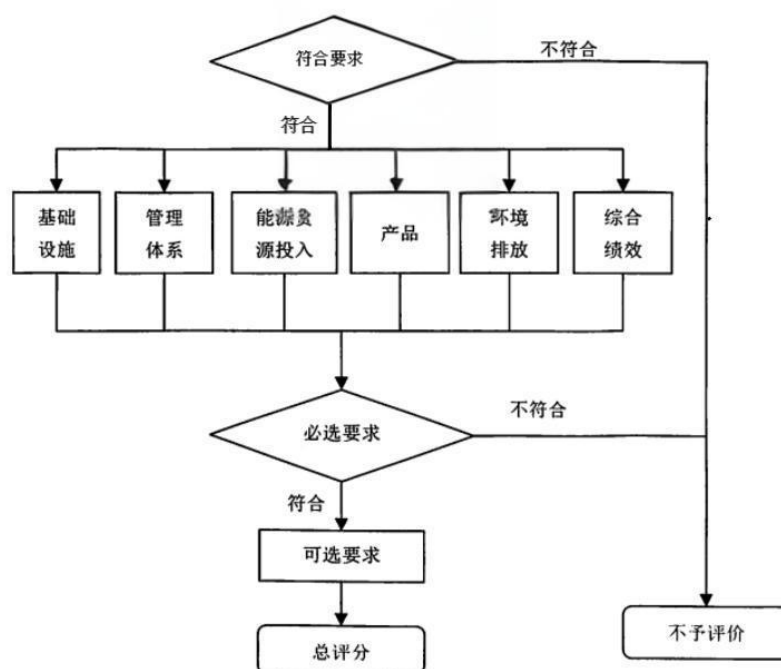 符合要求
不符合
符合
基础
设施
管理
体系
能源资
源投入
产品
环境
排放
综合
绩效
必选要求
不符合
符合
可选要求
总评分
不予评价